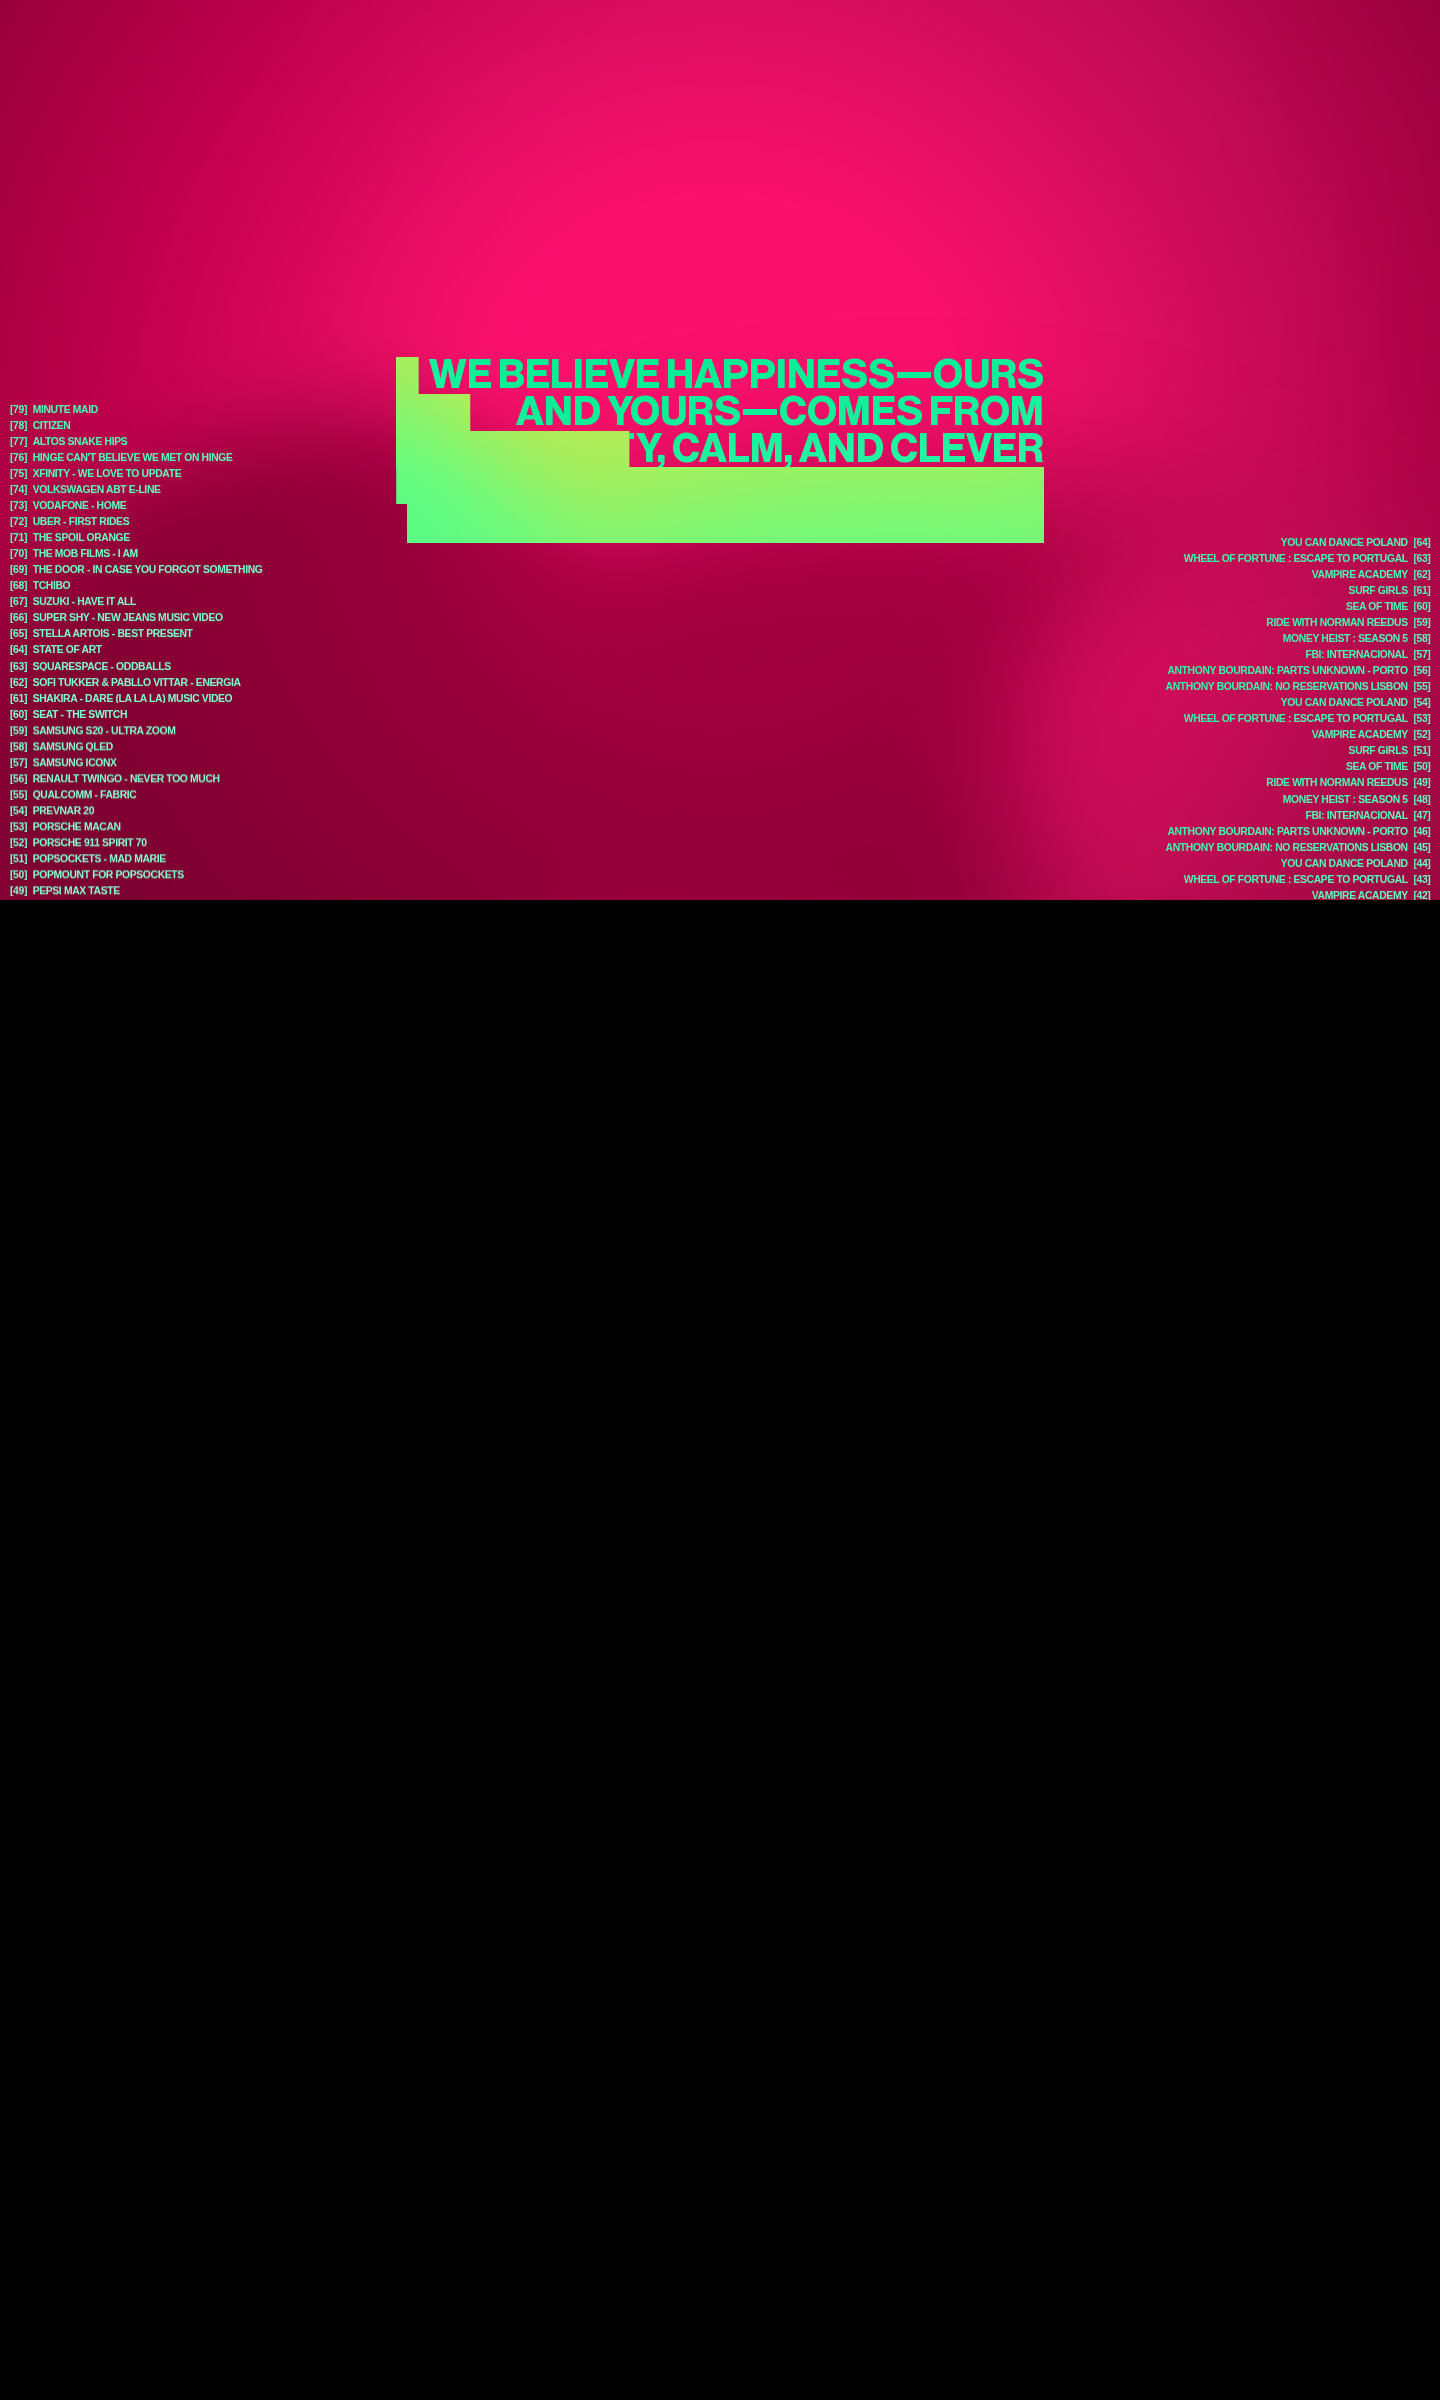 WE BELIEVE HAPPINESS—OURS
AND YOURS—COMES FROM
CALM, AND CLEVER
[79] MINUTE MAID
[78] CITIZEN
[77] ALTOS SNAKE HIPS
[76] HINGE CAN'T BELIEVE WE MET ON HINGE
[75] XFINITY - WE LOVE TO UPDATE
[74] VOLKSWAGEN ABT E-LINE
[73] VODAFONE - HOME
[72] UBER - FIRST RIDES
[71] THE SPOIL ORANGE
[70] THE MOB FILMS - I AM
[69] THE DOOR - IN CASE YOU FORGOT SOMETHING
[68] TCHIBO
[67] SUZUKI - HAVE IT ALL
[66] SUPER SHY - NEW JEANS MUSIC VIDEO
[65] STELLA ARTOIS - BEST PRESENT
[64] STATE OF ART
[63] SQUARESPACE - ODDBALLS
[62] SOFI TUKKER & PABLLO VITTAR - ENERGIA
[61] SHAKIRA - DARE (LA LA LA) MUSIC VIDEO
[60] SEAT - THE SWITCH
[59] SAMSUNG S20 - ULTRA ZOOM
[58] SAMSUNG QLED
[57] SAMSUNG ICONX
[56] RENAULT TWINGO - NEVER TOO MUCH
[55] QUALCOMM - FABRIC
[54] PREVNAR 20
[53] PORSCHE MACAN
[52] PORSCHE 911 SPIRIT 70
[51] POPSOCKETS - MAD MARIE
[50] POPMOUNT FOR POPSOCKETS
[49] PEPSI MAX TASTE
YOU CAN DANCE POLAND [64]
WHEEL OF FORTUNE : ESCAPE TO PORTUGAL [63]
VAMPIRE ACADEMY [62]
SURF GIRLS [61]
SEA OF TIME [60]
RIDE WITH NORMAN REEDUS [59]
MONEY HEIST : SEASON 5 [58]
FBI: INTERNACIONAL [57]
ANTHONY BOURDAIN: PARTS UNKNOWN - PORTO [56]
ANTHONY BOURDAIN: NO RESERVATIONS LISBON [55]
YOU CAN DANCE POLAND [54]
WHEEL OF FORTUNE : ESCAPE TO PORTUGAL [53]
VAMPIRE ACADEMY [52]
SURF GIRLS [51]
SEA OF TIME [50]
RIDE WITH NORMAN REEDUS [49]
MONEY HEIST : SEASON 5 [48]
FBI: INTERNACIONAL [47]
ANTHONY BOURDAIN: PARTS UNKNOWN - PORTO [46]
ANTHONY BOURDAIN: NO RESERVATIONS LISBON [45]
YOU CAN DANCE POLAND [44]
WHEEL OF FORTUNE : ESCAPE TO PORTUGAL [43]
VAMPIRE ACADEMY [42]